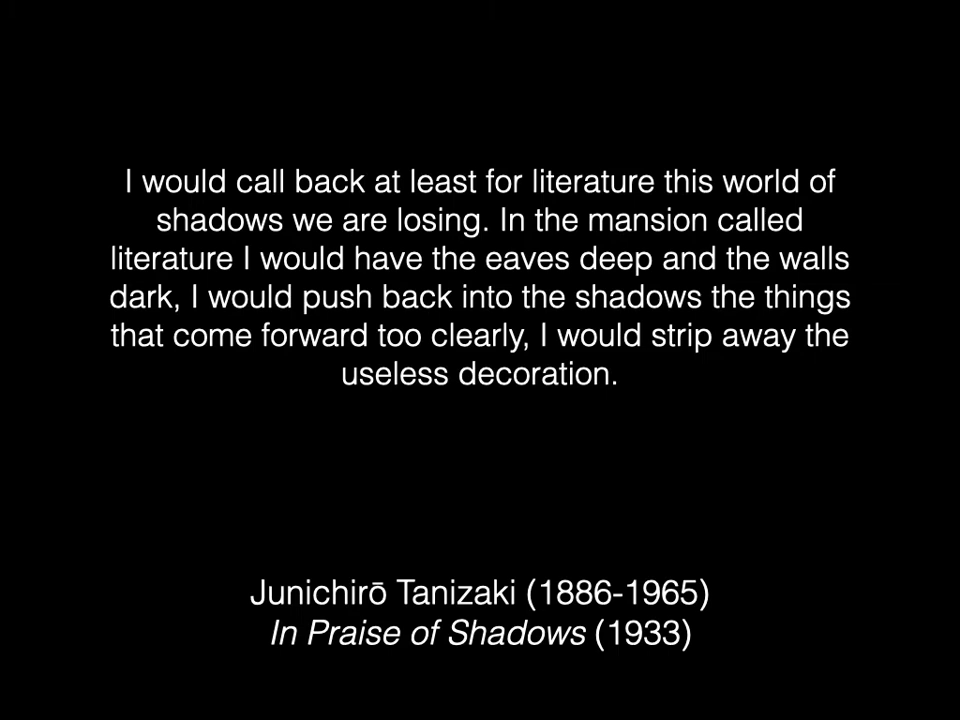 I would call back at least for literature this world of
shadows we are losing. In the mansion called
literature I would have the eaves deep and the walls
dark, I would push back into the shadows the things
that come forward too clearly, I would strip away the
useless decoration.
Junichirō Tanizaki (1886-1965)
In Praise of Shadows (1933)